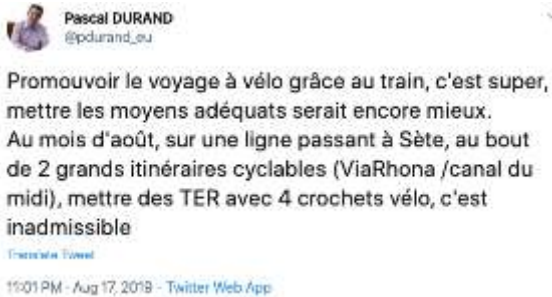 Pascal DURAND
@pdurand_eu
Promouvoir le voyage à vélo grâce au train, c'est super,
mettre les moyens adéquats serait encore mieux.
Au mois d'août, sur une ligne passant à Sète, au bout
de 2 grands itinéraires cyclables (ViaRhona /canal du
midi), mettre des TER avec 4 crochets vélo, c'est
inadmissible
Translate Tweet
11:01 PM · Aug 17, 2019 · Twitter Web App